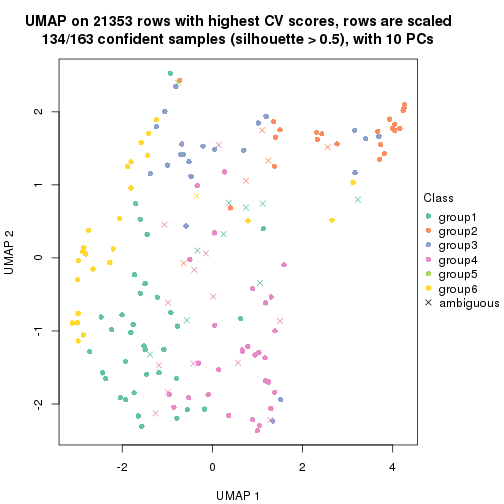 UMAP on 21353 rows with highest CV scores, rows are scaled
134/163 confident samples (silhouette > 0.5), with 10 PCs
2
1
0
-1
-2
UMAP 2
-2
0
2
4
UMAP 1
Class
group1
group2
group3
group4
group5
group6
ambiguous